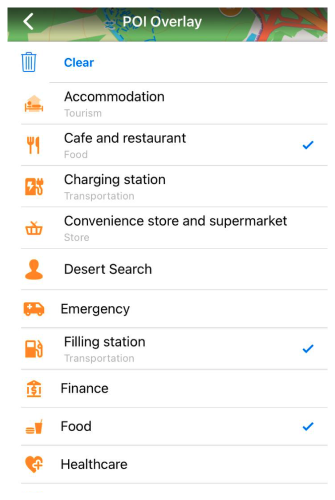 POI Overlay
Clear
Accommodation
Tourism
Cafe and restaurant
Food
Charging station
Transportation
Convenience store and supermarket
Store
Desert Search
Emergency
Filling station
Transportation
Finance
Food
Healthcare